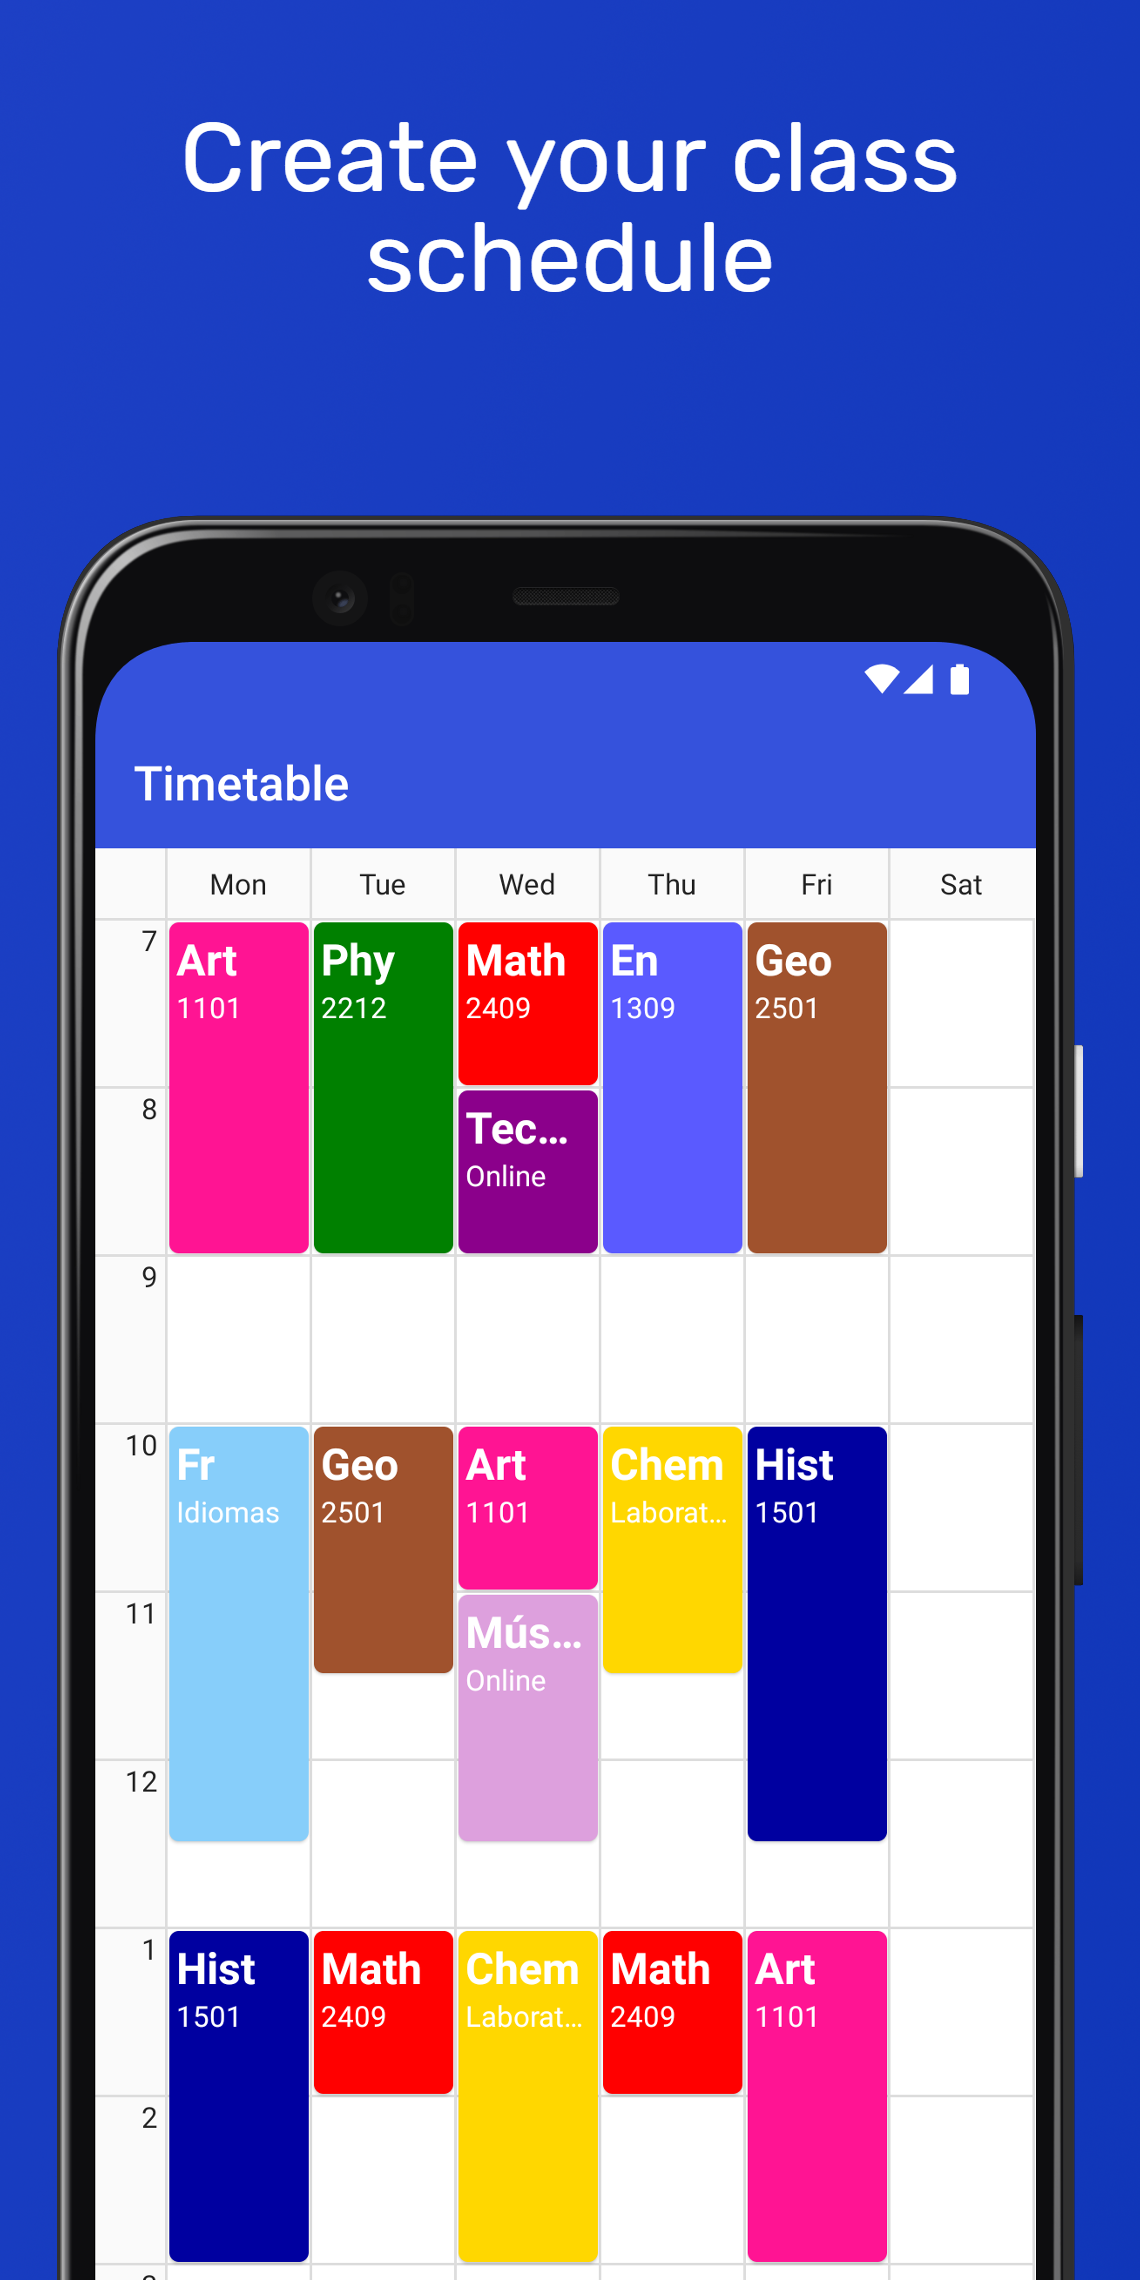 Create your class
schedule
Timetable
Mon Tue Wed Thu Fri Sat
7
Art Phy Math En Geo
1101 2212 2409 1309 2501
8
Tec...
Online
9
10
Fr Geo Art Chem Hist
Idiomas 2501 1101 Laborat... 1501
11
Mús...
Online
12
1
Hist Math Chem Math Art
1501 2409 Laborat... 2409 1101
2